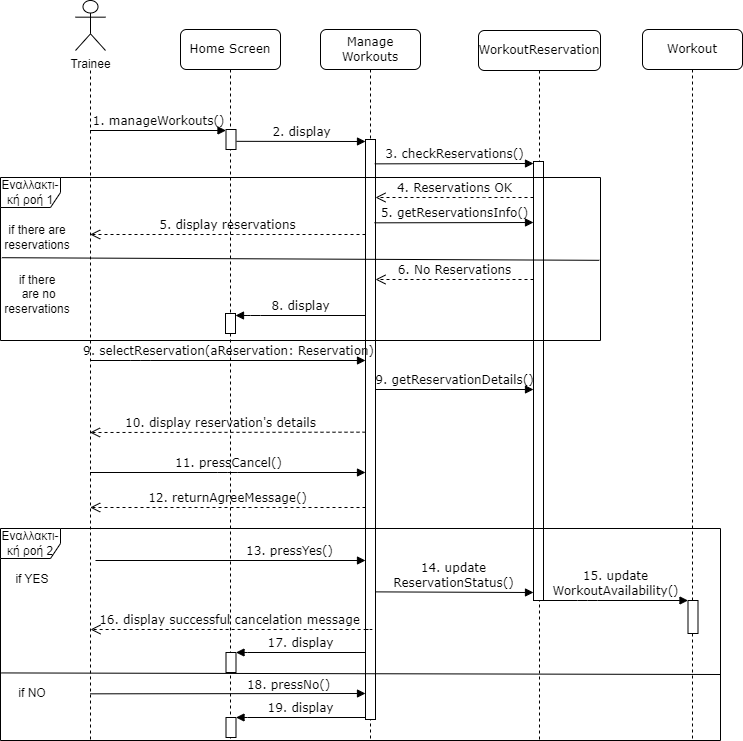 Trainee
Home Screen
Manage
Workouts
WorkoutReservation
Workout
1. manageWorkouts()
2. display
3. checkReservations()
Εναλλακτι-
κή ροή 1
4. Reservations OK
5. getReservationsInfo()
if there are
reservations
5. display reservations
6. No Reservations
if there
are no
reservations
8. display
9. selectReservation(aReservation: Reservation)
9. getReservationDetails()
10. display reservation's details
11. pressCancel()
12. returnAgreeMessage()
Εναλλακτι-
κή ροή 2
13. pressYes()
if YES
14. update
ReservationStatus()
15. update
WorkoutAvailability()
16. display successful cancelation message
17. display
if NO
18. pressNo()
19. display